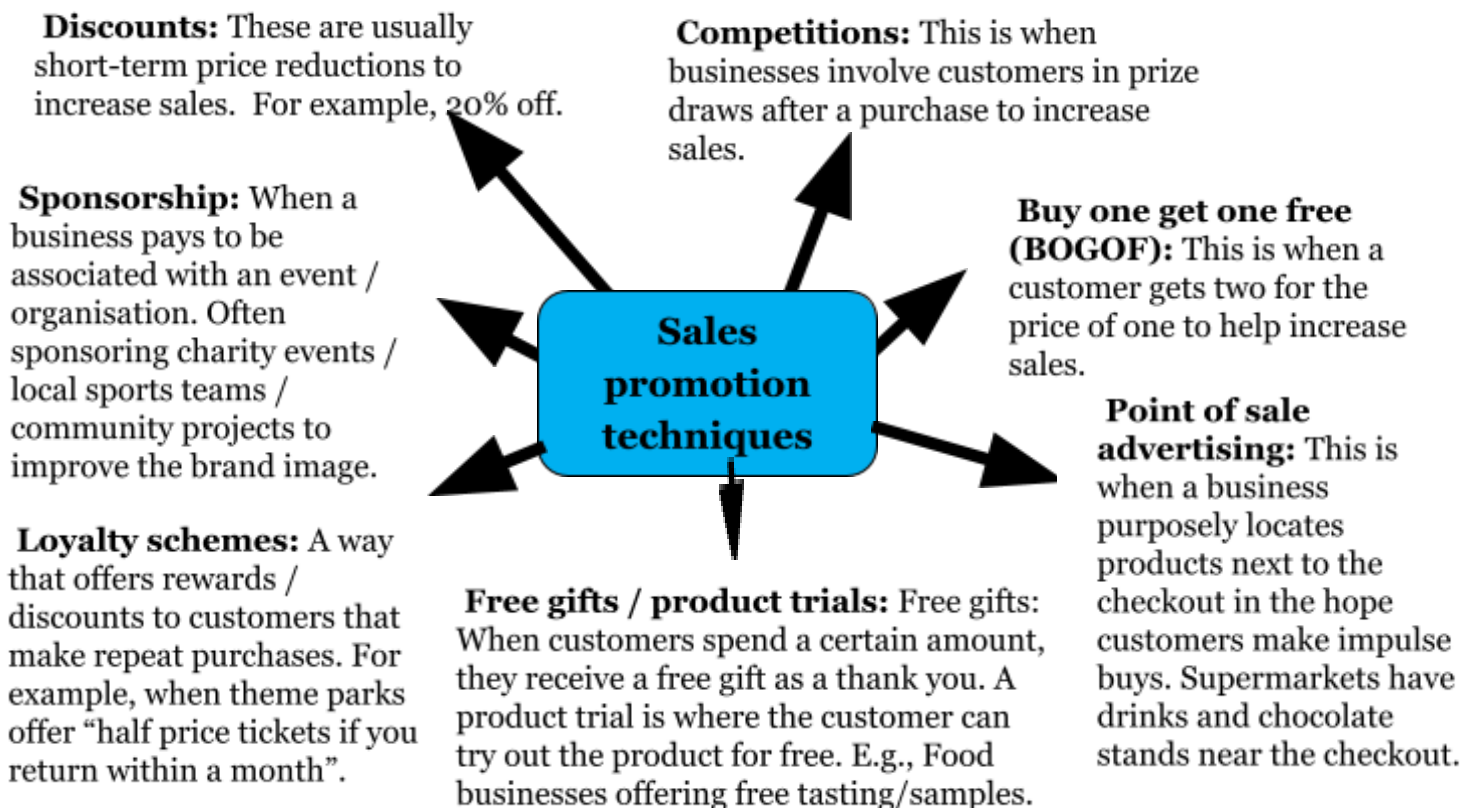 Discounts: These are usually
short-term price reductions to
increase sales.  For example, 20% off.
Competitions: This is when
businesses involve customers in prize
draws after a purchase to increase
sales.
Sponsorship: When a
business pays to be
associated with an event /
organisation. Often
sponsoring charity events /
local sports teams /
community projects to
improve the brand image.
Buy one get one free
(BOGOF): This is when a
customer gets two for the
price of one to help increase
sales.
Sales
promotion
techniques
Point of sale
advertising: This is
when a business
purposely locates
products next to the
checkout in the hope
customers make impulse
buys. Supermarkets have
drinks and chocolate
stands near the checkout.
Loyalty schemes: A way
that offers rewards /
discounts to customers that
make repeat purchases. For
example, when theme parks
offer “half price tickets if you
return within a month”.
Free gifts / product trials: Free gifts:
When customers spend a certain amount,
they receive a free gift as a thank you. A
product trial is where the customer can
try out the product for free. E.g., Food
businesses offering free tasting/samples.